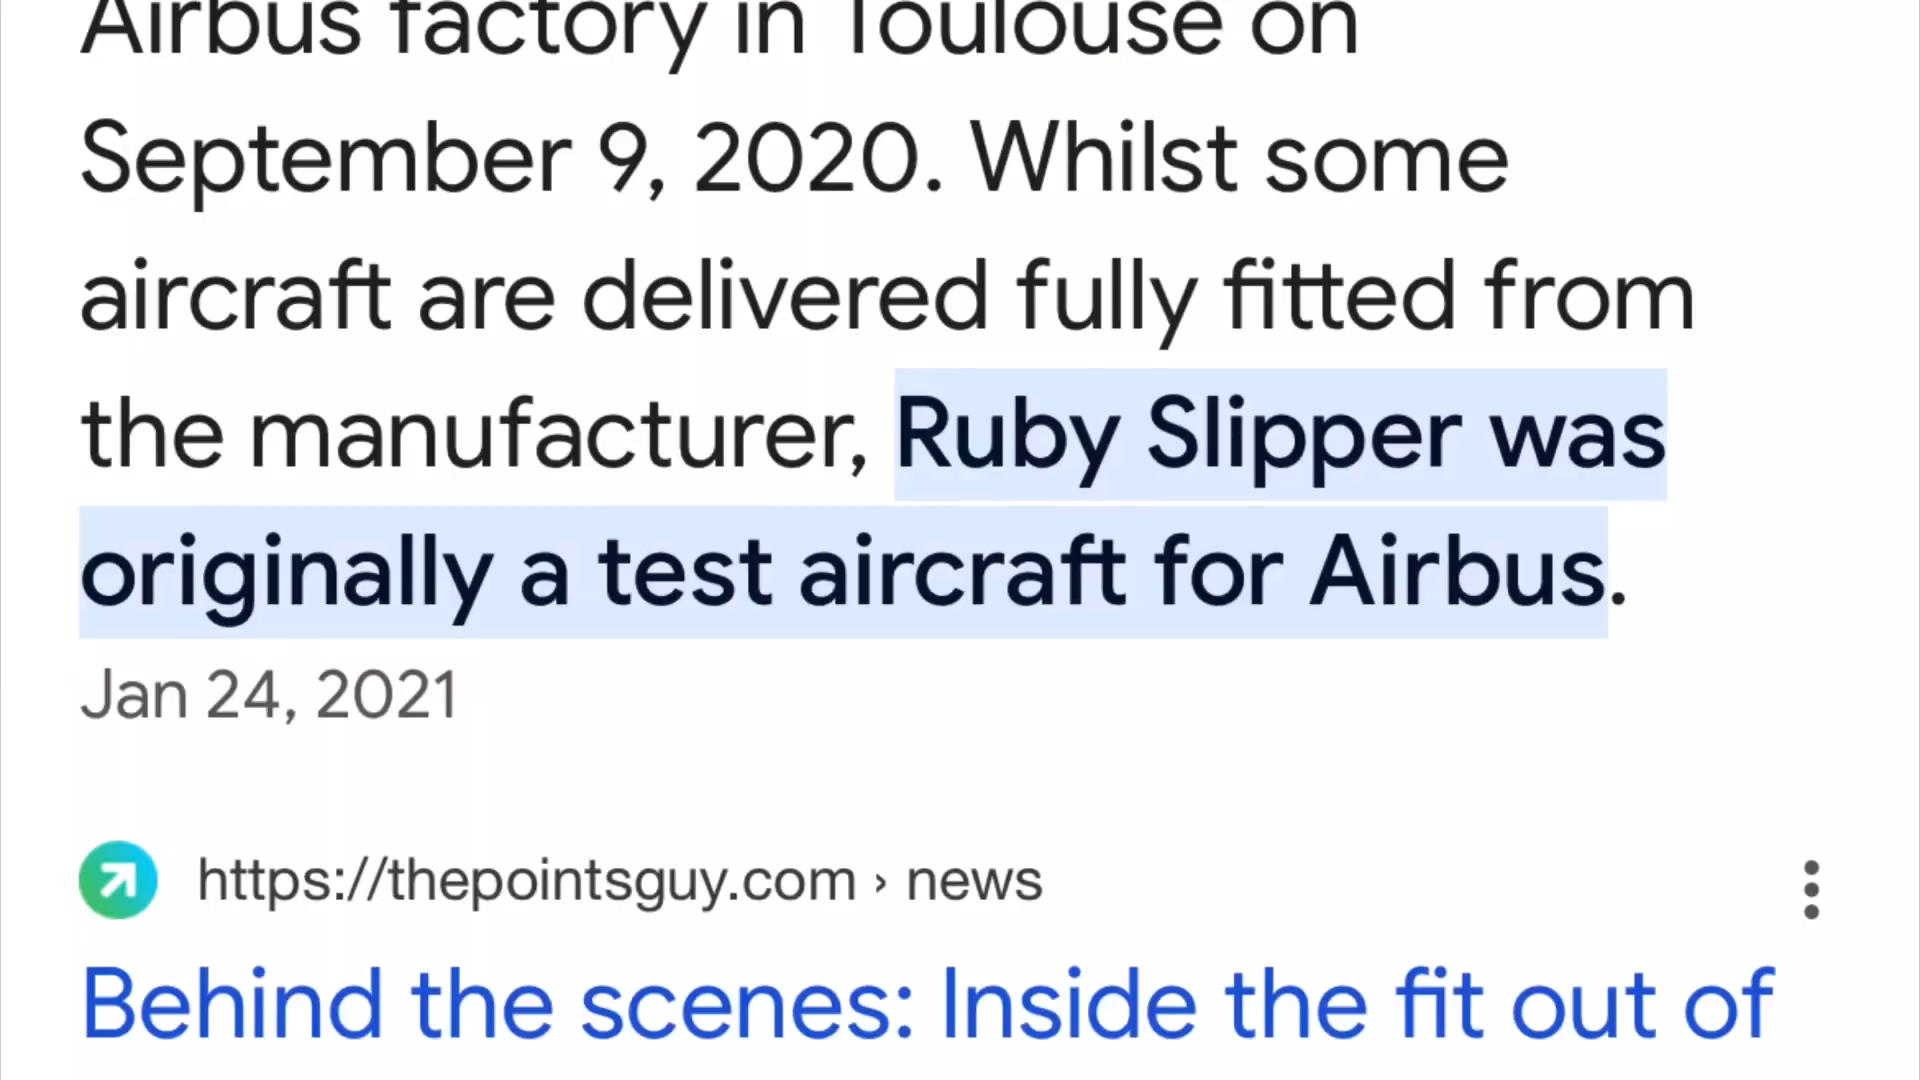 Airbus factory in Toulouse on
September 9, 2020. Whilst some
aircraft are delivered fully fitted from
the manufacturer, Ruby Slipper was
originally a test aircraft for Airbus.
Jan 24, 2021
https://thepointsguy.com › news
Behind the scenes: Inside the fit out of